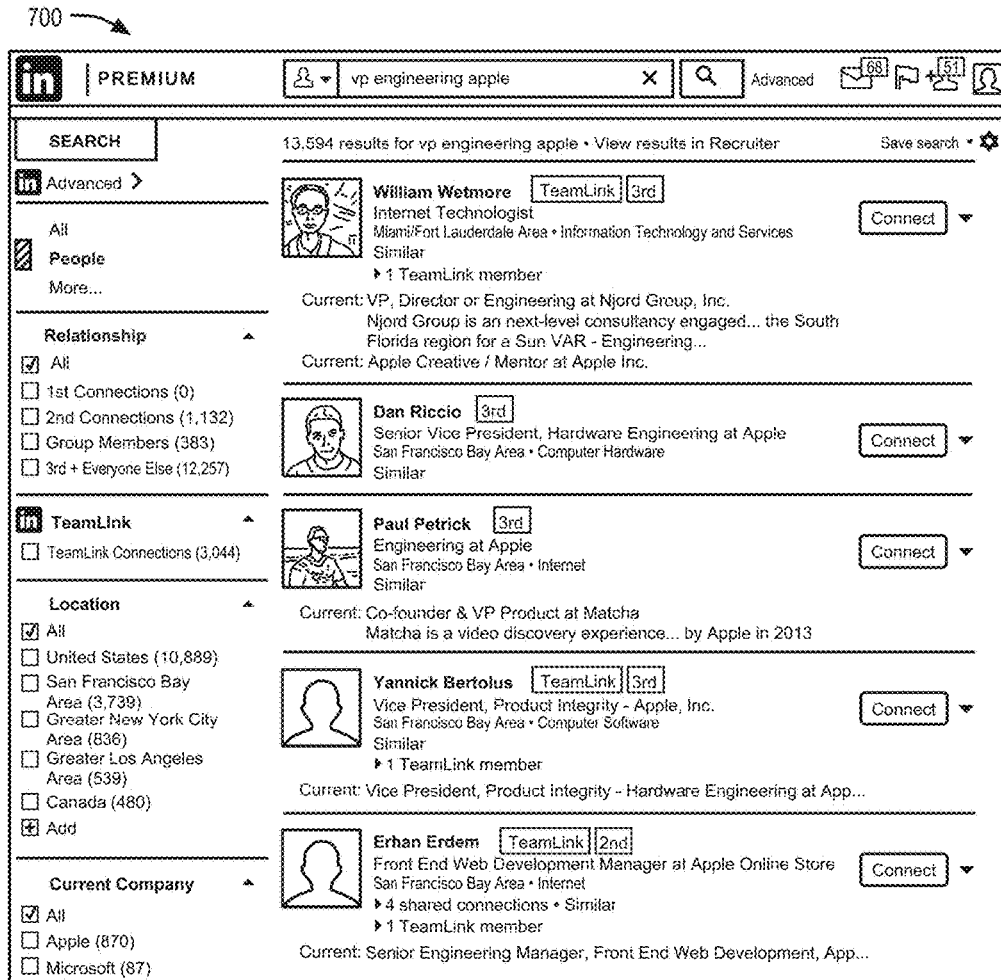 700
in PREMIUM vp engineering apple X Advanced 68 51
SEARCH
in Advanced
All
People
More...
Relationship
All
1st Connections (0)
2nd Connections (1,132)
Group Members (383)
3rd + Everyone Else (12,257)
in TeamLink
TeamLink Connections (3,044)
Location
All
United States (10,889)
San Francisco Bay
Area (3,739)
Greater New York City
Area (836)
Greater Los Angeles
Area (539)
Canada (480)
Add
Current Company
All
Apple (870)
Microsoft (87)
13,594 results for vp engineering apple • View results in Recruiter Save search
William Wetmore TeamLink 3rd
Internet Technologist
Miami/Fort Lauderdale Area • Information Technology and Services
Similar
1 TeamLink member
Connect
Current: VP, Director or Engineering at Njord Group, Inc.
Njord Group is an next-level consultancy engaged... the South
Florida region for a Sun VAR - Engineering...
Current: Apple Creative / Mentor at Apple Inc.
Dan Riccio 3rd
Senior Vice President, Hardware Engineering at Apple
San Francisco Bay Area • Computer Hardware
Similar
Connect
Paul Petrick 3rd
Engineering at Apple
San Francisco Bay Area • Internet
Similar
Connect
Current: Co-founder & VP Product at Matcha
Matcha is a video discovery experience... by Apple in 2013
Yannick Bertolus TeamLink 3rd
Vice President, Product Integrity - Apple, Inc.
San Francisco Bay Area • Computer Software
Similar
1 TeamLink member
Connect
Current: Vice President, Product Integrity - Hardware Engineering at App...
Erhan Erdem TeamLink 2nd
Front End Web Development Manager at Apple Online Store
San Francisco Bay Area • Internet
4 shared connections • Similar
1 TeamLink member
Connect
Current: Senior Engineering Manager, Front End Web Development, App...